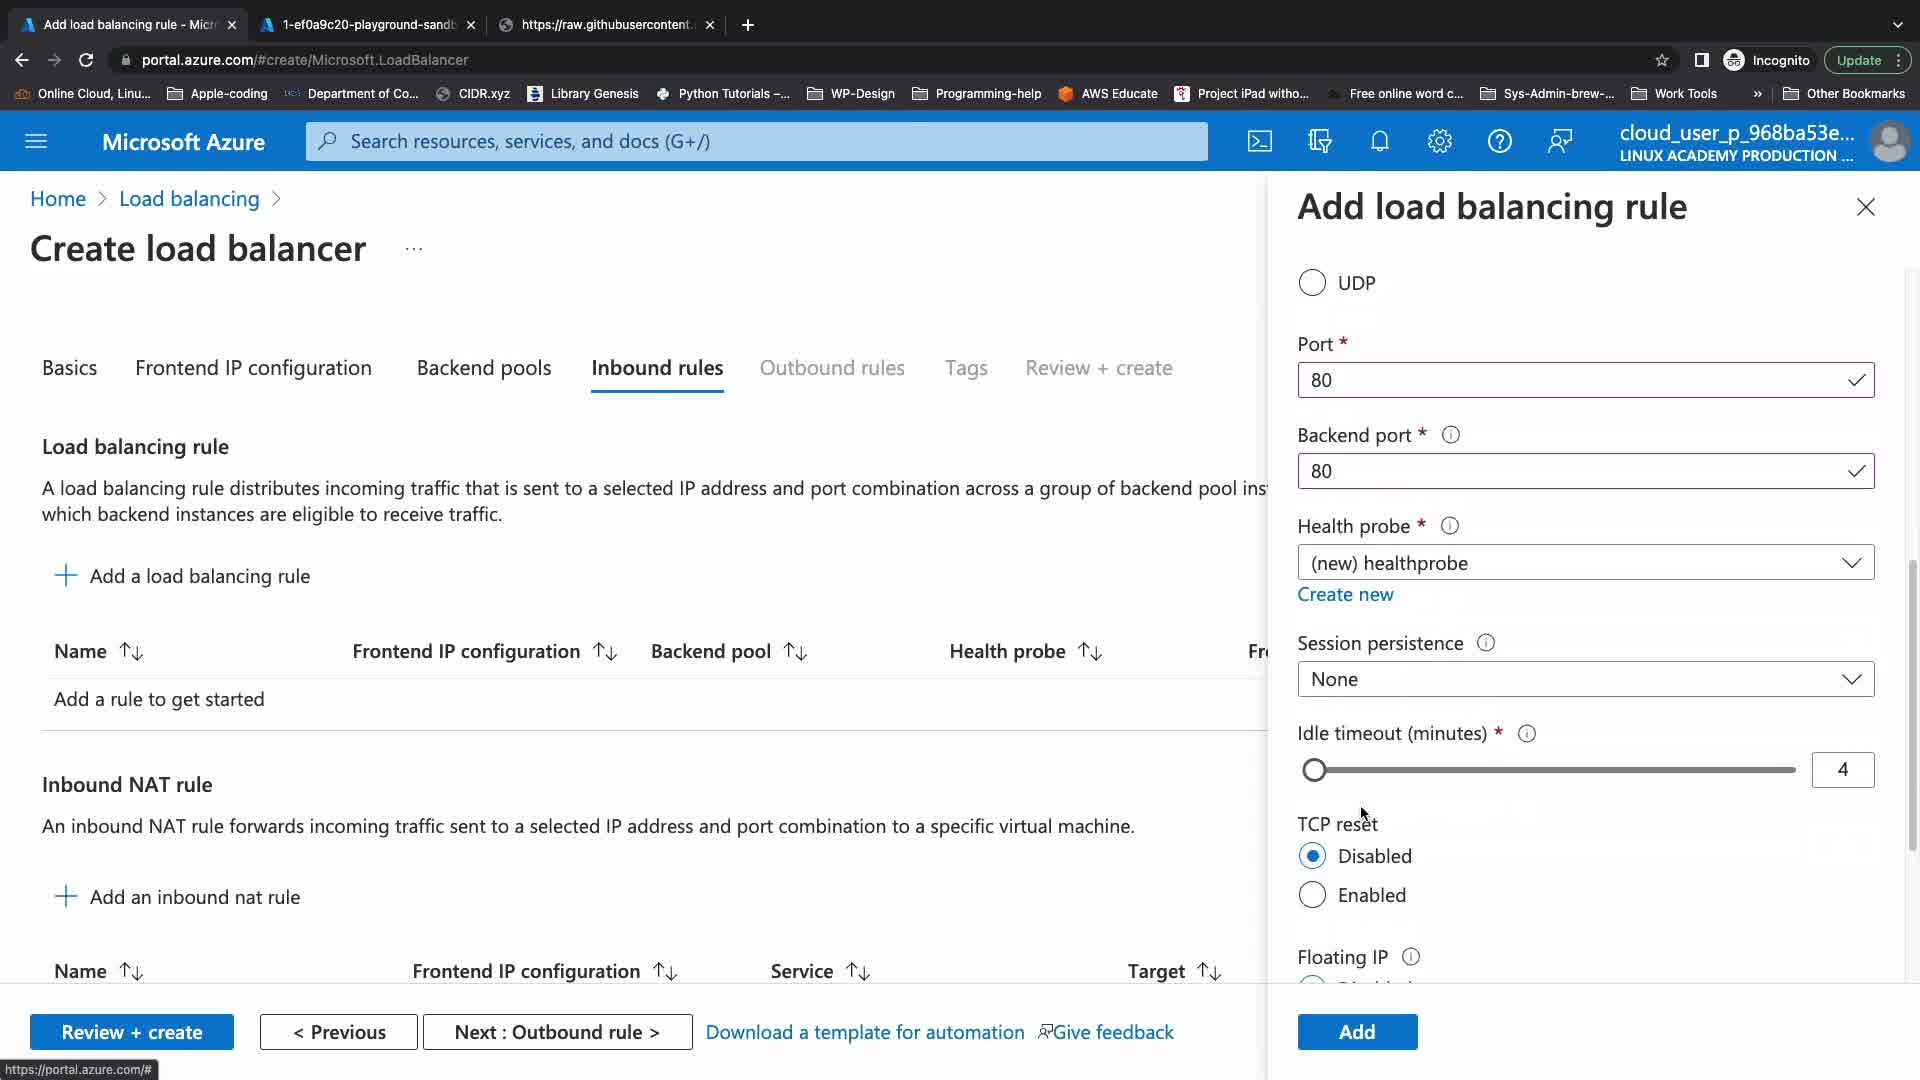 Add load balancing rule - Micr
1-ef0a9c20-playground-sandb
https://raw.githubusercontent.
portal.azure.com/#create/Microsoft.LoadBalancer
Incognito
Update
Online Cloud, Linu...
Apple-coding
Department of Co...
CIDR.xyz
Library Genesis
Python Tutorials –...
WP-Design
Programming-help
AWS Educate
Project iPad witho...
Free online word c...
Sys-Admin-brew-...
Work Tools
»
Other Bookmarks
Microsoft Azure
Search resources, services, and docs (G+/)
cloud_user_p_968ba53e...
LINUX ACADEMY PRODUCTION ...
Home > Load balancing >
Create load balancer ...
Basics
Frontend IP configuration
Backend pools
Inbound rules
Outbound rules
Tags
Review + create
Load balancing rule
A load balancing rule distributes incoming traffic that is sent to a selected IP address and port combination across a group of backend pool ins
which backend instances are eligible to receive traffic.
+ Add a load balancing rule
Name ↑↓
Frontend IP configuration ↑↓
Backend pool ↑↓
Health probe ↑↓
Fr
Add a rule to get started
Inbound NAT rule
An inbound NAT rule forwards incoming traffic sent to a selected IP address and port combination to a specific virtual machine.
+ Add an inbound nat rule
Name ↑↓
Frontend IP configuration ↑↓
Service ↑↓
Target ↑↓
Review + create
< Previous
Next : Outbound rule >
Download a template for automation
Give feedback
https://portal.azure.com/#
Add load balancing rule
UDP
Port *
80
Backend port *
80
Health probe *
(new) healthprobe
Create new
Session persistence
None
Idle timeout (minutes) *
4
TCP reset
Disabled
Enabled
Floating IP
Add